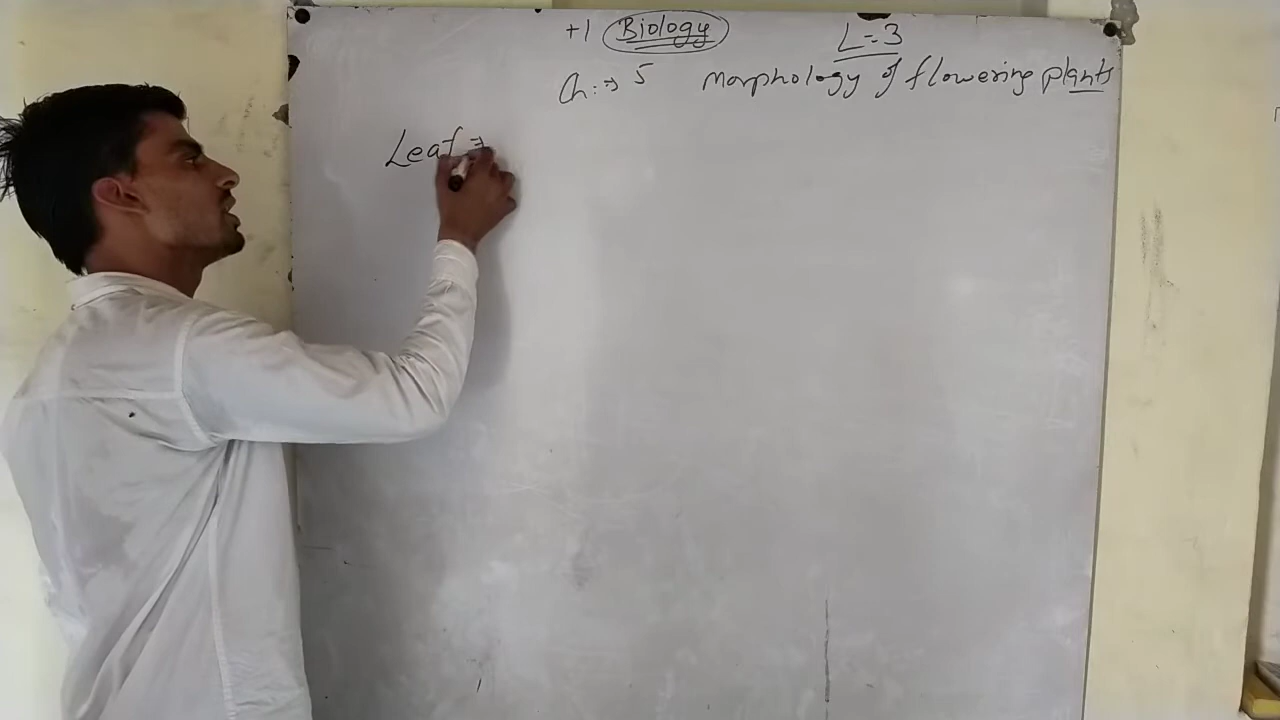 +1 Biology L=3
Ch:→ 5 Morphology of flowering plants
Leaf ⇒